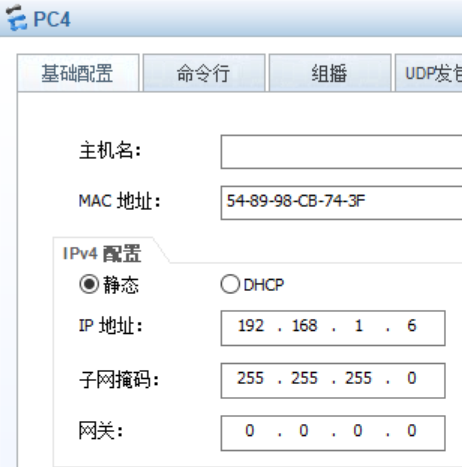 PC4
基础配置 命令行 组播 UDP发包
主机名：
MAC 地址： 54-89-98-CB-74-3F
IPv4 配置
静态 DHCP
IP 地址： 192 . 168 . 1 . 6
子网掩码： 255 . 255 . 255 . 0
网关： 0 . 0 . 0 . 0